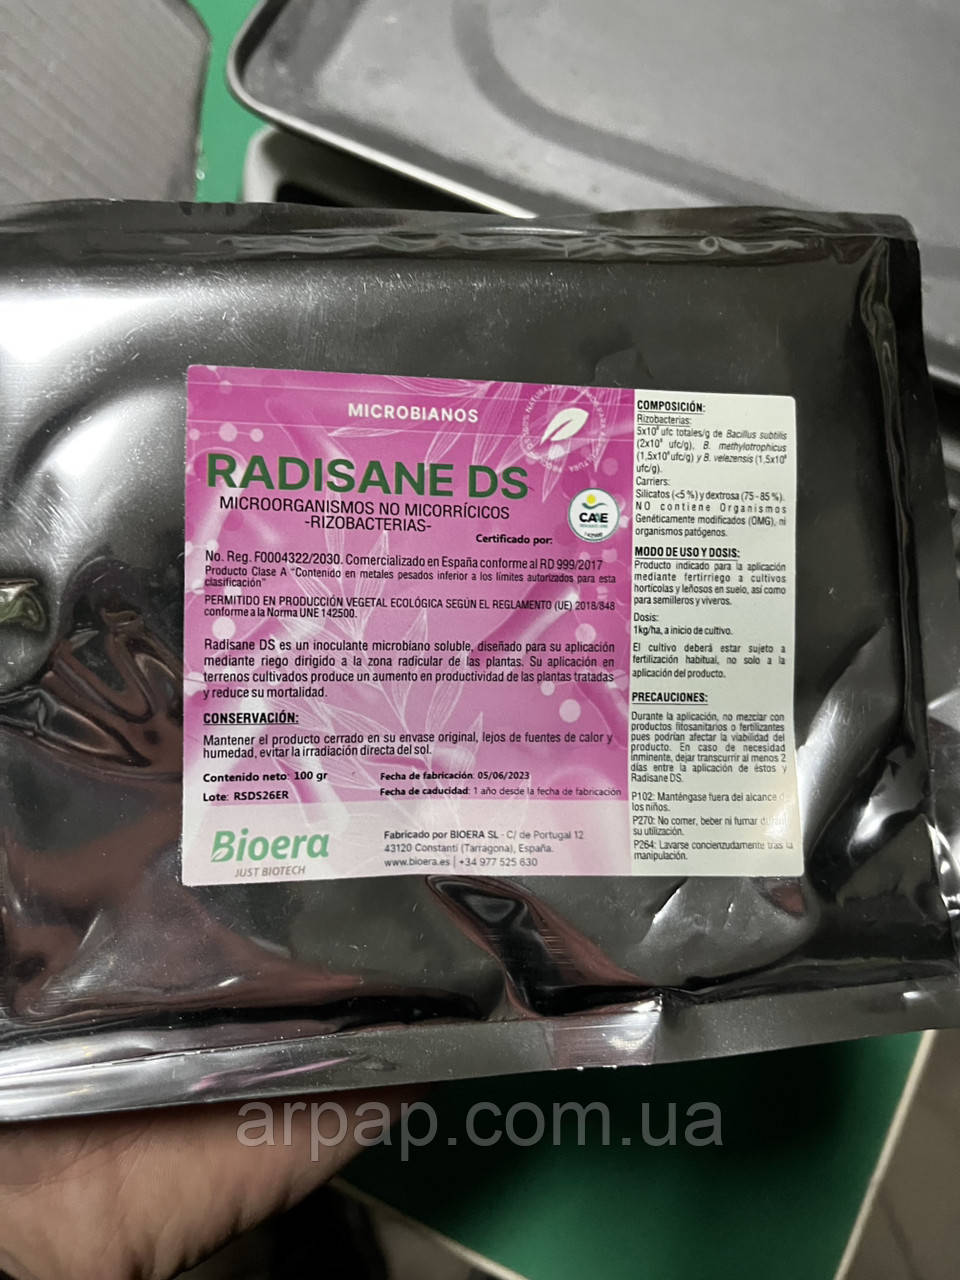 MICROBIANOS
RADISANE DS
MICROORGANISMOS NO MICORRÍCICOS
-RIZOBACTERIAS-
Certificado por:
CAAE
No. Reg. F0004322/2030. Comercializado en España conforme al RD 999/2017
Producto Clase A "Contenido en metales pesados inferior a los límites autorizados para esta
clasificación"
PERMITIDO EN PRODUCCIÓN VEGETAL ECOLÓGICA SEGÚN EL REGLAMENTO (UE) 2018/848
conforme a la Norma UNE 142500.
Radisane DS es un inoculante microbiano soluble, diseñado para su aplicación
mediante riego dirigido a la zona radicular de las plantas. Su aplicación en
terrenos cultivados produce un aumento en productividad de las plantas tratadas
y reduce su mortalidad.
CONSERVACIÓN:
Mantener el producto cerrado en su envase original, lejos de fuentes de calor y
humedad, evitar la irradiación directa del sol.
Contenido neto: 100 gr
Fecha de fabricación: 05/06/2023
Lote: RSDS26ER
Fecha de caducidad: 1 año desde la fecha de fabricación
Bioera
JUST BIOTECH
Fabricado por BIOERA SL - C/ de Portugal 12
43120 Constantí (Tarragona), España.
www.bioera.es | +34 977 525 630
COMPOSICIÓN:
Rizobacterias:
ufc totales/g de Bacillus subtilis
ufc/g), B. methylotrophicus
ufc/g) y B. velezensis
ufc/g).
Carriers:
Silicatos (<5 %) y dextrosa (75 - 85 %).
NO contiene Organismos
Genéticamente modificados (OMG), ni
organismos patógenos.
MODO DE USO Y DOSIS:
Producto indicado para la aplicación
mediante fertirriego a cultivos
hortícolas y leñosos en suelo, así como
para semilleros y viveros.
Dosis:
1kg/ha, a inicio de cultivo.
El cultivo deberá estar sujeto a
fertilización habitual, no solo a la
aplicación del producto.
PRECAUCIONES:
Durante la aplicación, no mezclar con
productos fitosanitarios o fertilizantes
pues podrían afectar la viabilidad del
producto. En caso de necesidad
inminente, dejar transcurrir al menos 2
días entre la aplicación de éstos y
Radisane DS.
P102: Manténgase fuera del alcance de
los niños.
P270: No comer, beber ni fumar durante
su utilización.
P264: Lavarse concienzudamente tras la
manipulación.
arpap.com.ua